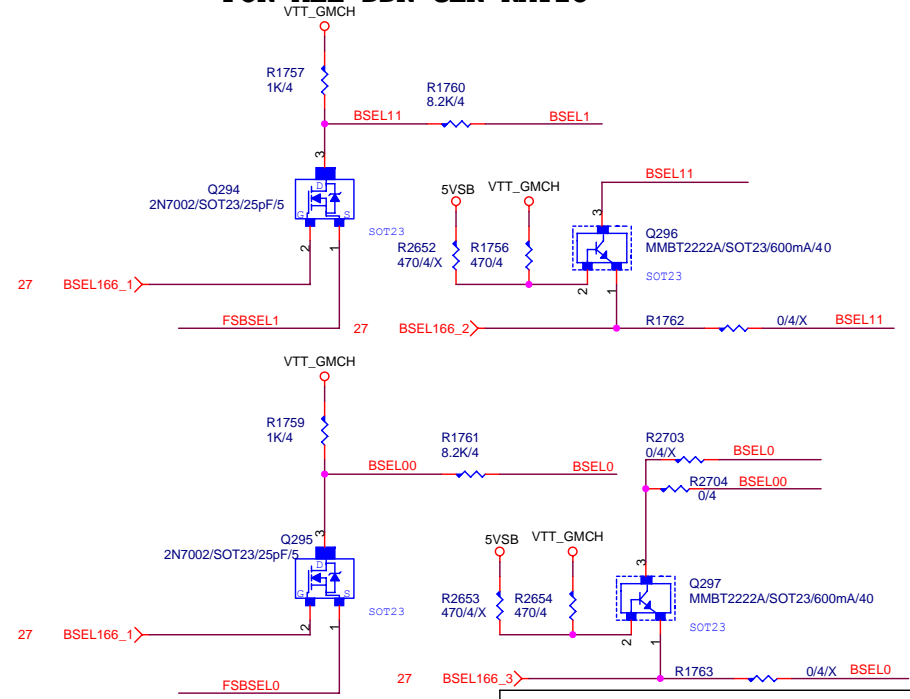 VTT_GMCH
R1757
1K/4
R1760
8.2K/4
BSEL11
BSEL1
3
D
G
S
Q294
2N7002/SOT23/25pF/5
SOT23
2
1
27
BSEL166_1
FSBSEL1
5VSB
VTT_GMCH
R2652
470/4/X
R1756
470/4
BSEL11
3
Q296
MMBT2222A/SOT23/600mA/40
SOT23
2
1
27
BSEL166_2
R1762
0/4/X
BSEL11
VTT_GMCH
R1759
1K/4
R1761
8.2K/4
BSEL00
BSEL0
3
D
G
S
Q295
2N7002/SOT23/25pF/5
SOT23
2
1
27
BSEL166_1
FSBSEL0
R2703
0/4/X
BSEL0
R2704
0/4
BSEL00
5VSB
VTT_GMCH
R2653
470/4/X
R2654
470/4
3
Q297
MMBT2222A/SOT23/600mA/40
SOT23
2
1
27
BSEL166_3
R1763
0/4/X
BSEL0